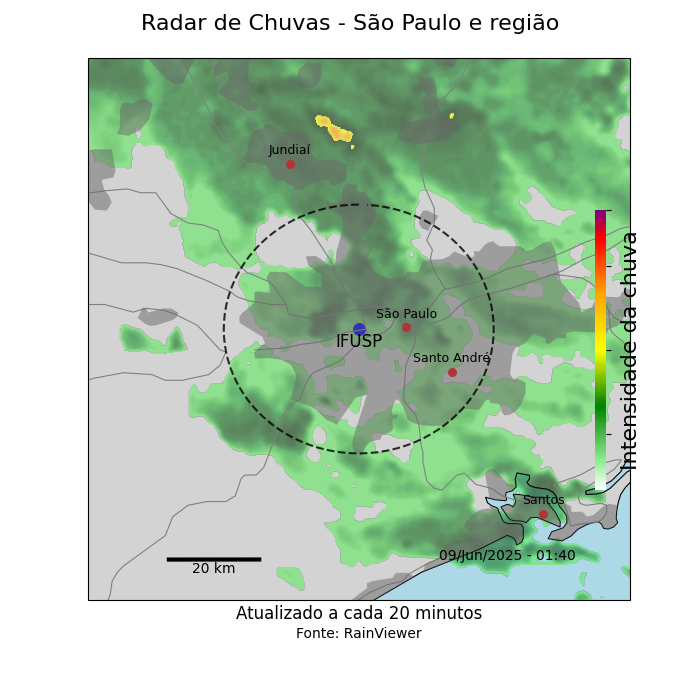 Radar de Chuvas - São Paulo e região
Jundiaí
São Paulo
IFUSP
Santo André
Intensidade da chuva
Santos
09/Jun/2025 - 01:40
20 km
Atualizado a cada 20 minutos
Fonte: RainViewer